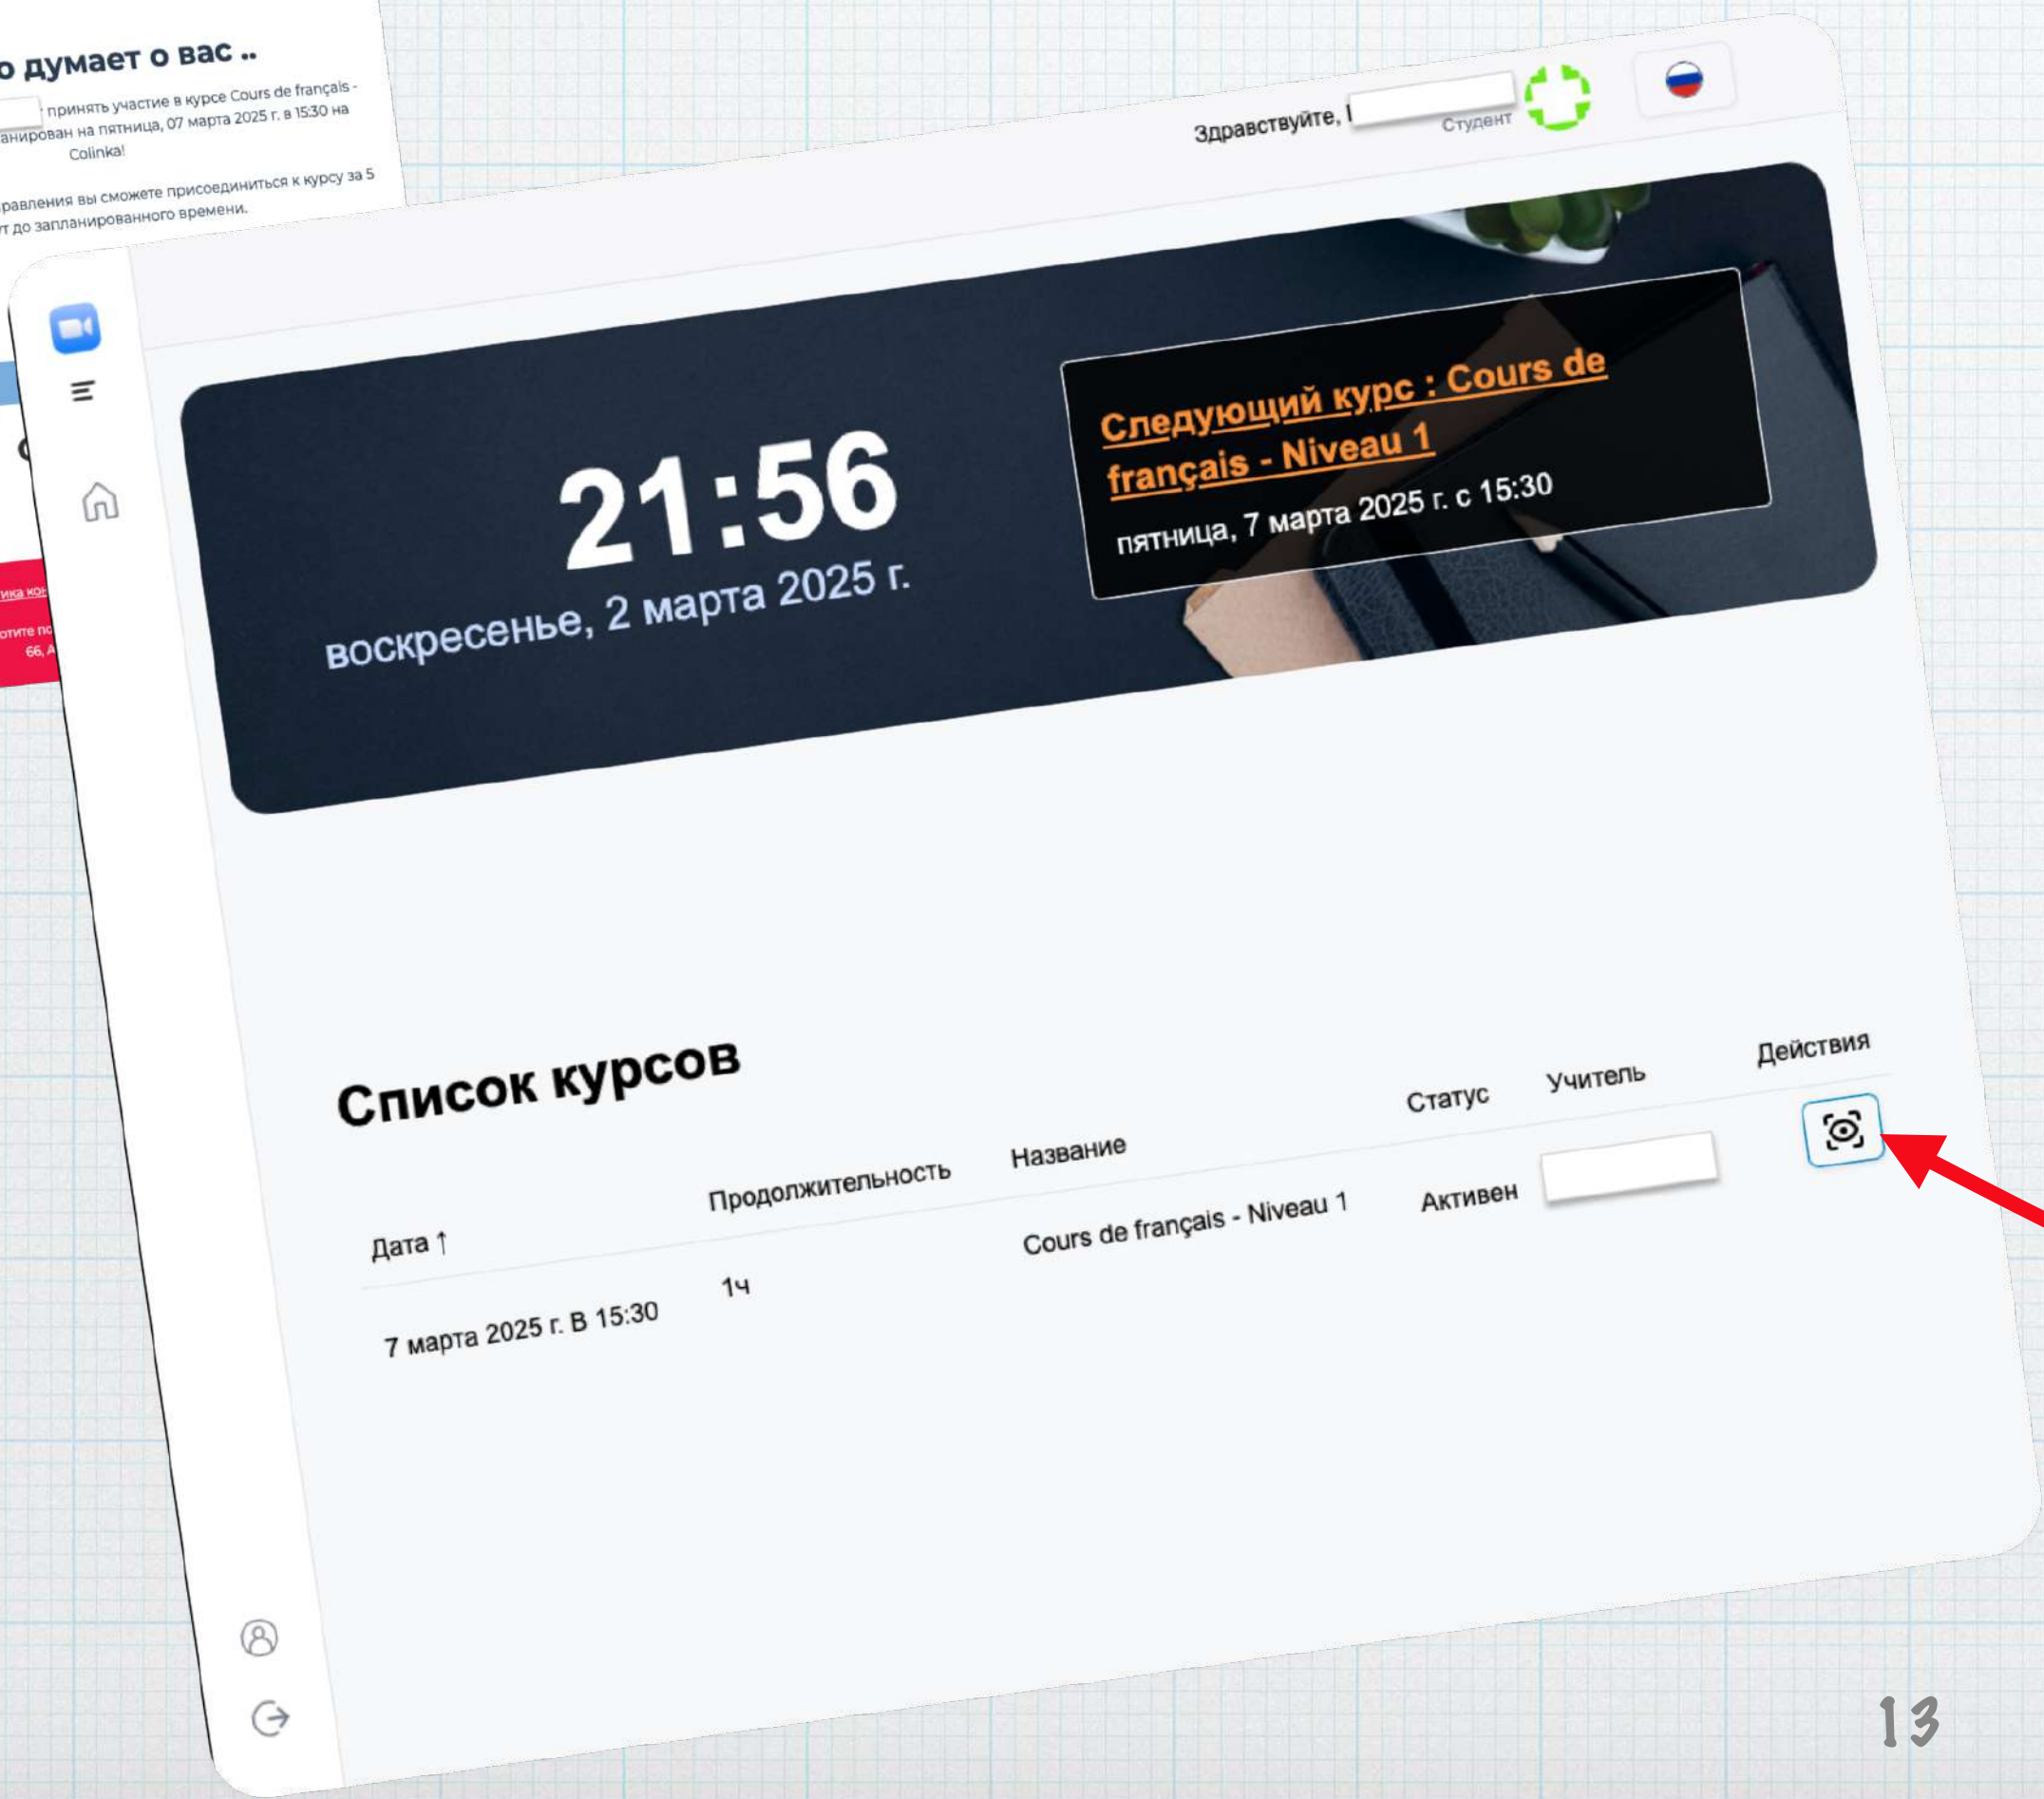 думает о вас ..
принять участие в курсе Cours de français -
на пятница, 07 марта 2025 г. в 15:30 на
Colinka!
вы сможете присоединиться к курсу за 5
до запланированного времени.
66,
Здравствуйте,
Студент
21:56
воскресенье, 2 марта 2025 г.
Следующий курс : Cours de
français - Niveau 1
пятница, 7 марта 2025 г. с 15:30
Список курсов
Дата ↑ Продолжительность Название Статус Учитель Действия
7 марта 2025 г. В 15:30 1ч Cours de français - Niveau 1 Активен
13